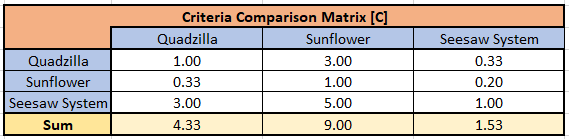 Criteria Comparison Matrix [C]
Quadzilla Sunflower Seesaw System
Quadzilla 1.00 3.00 0.33
Sunflower 0.33 1.00 0.20
Seesaw System 3.00 5.00 1.00
Sum 4.33 9.00 1.53